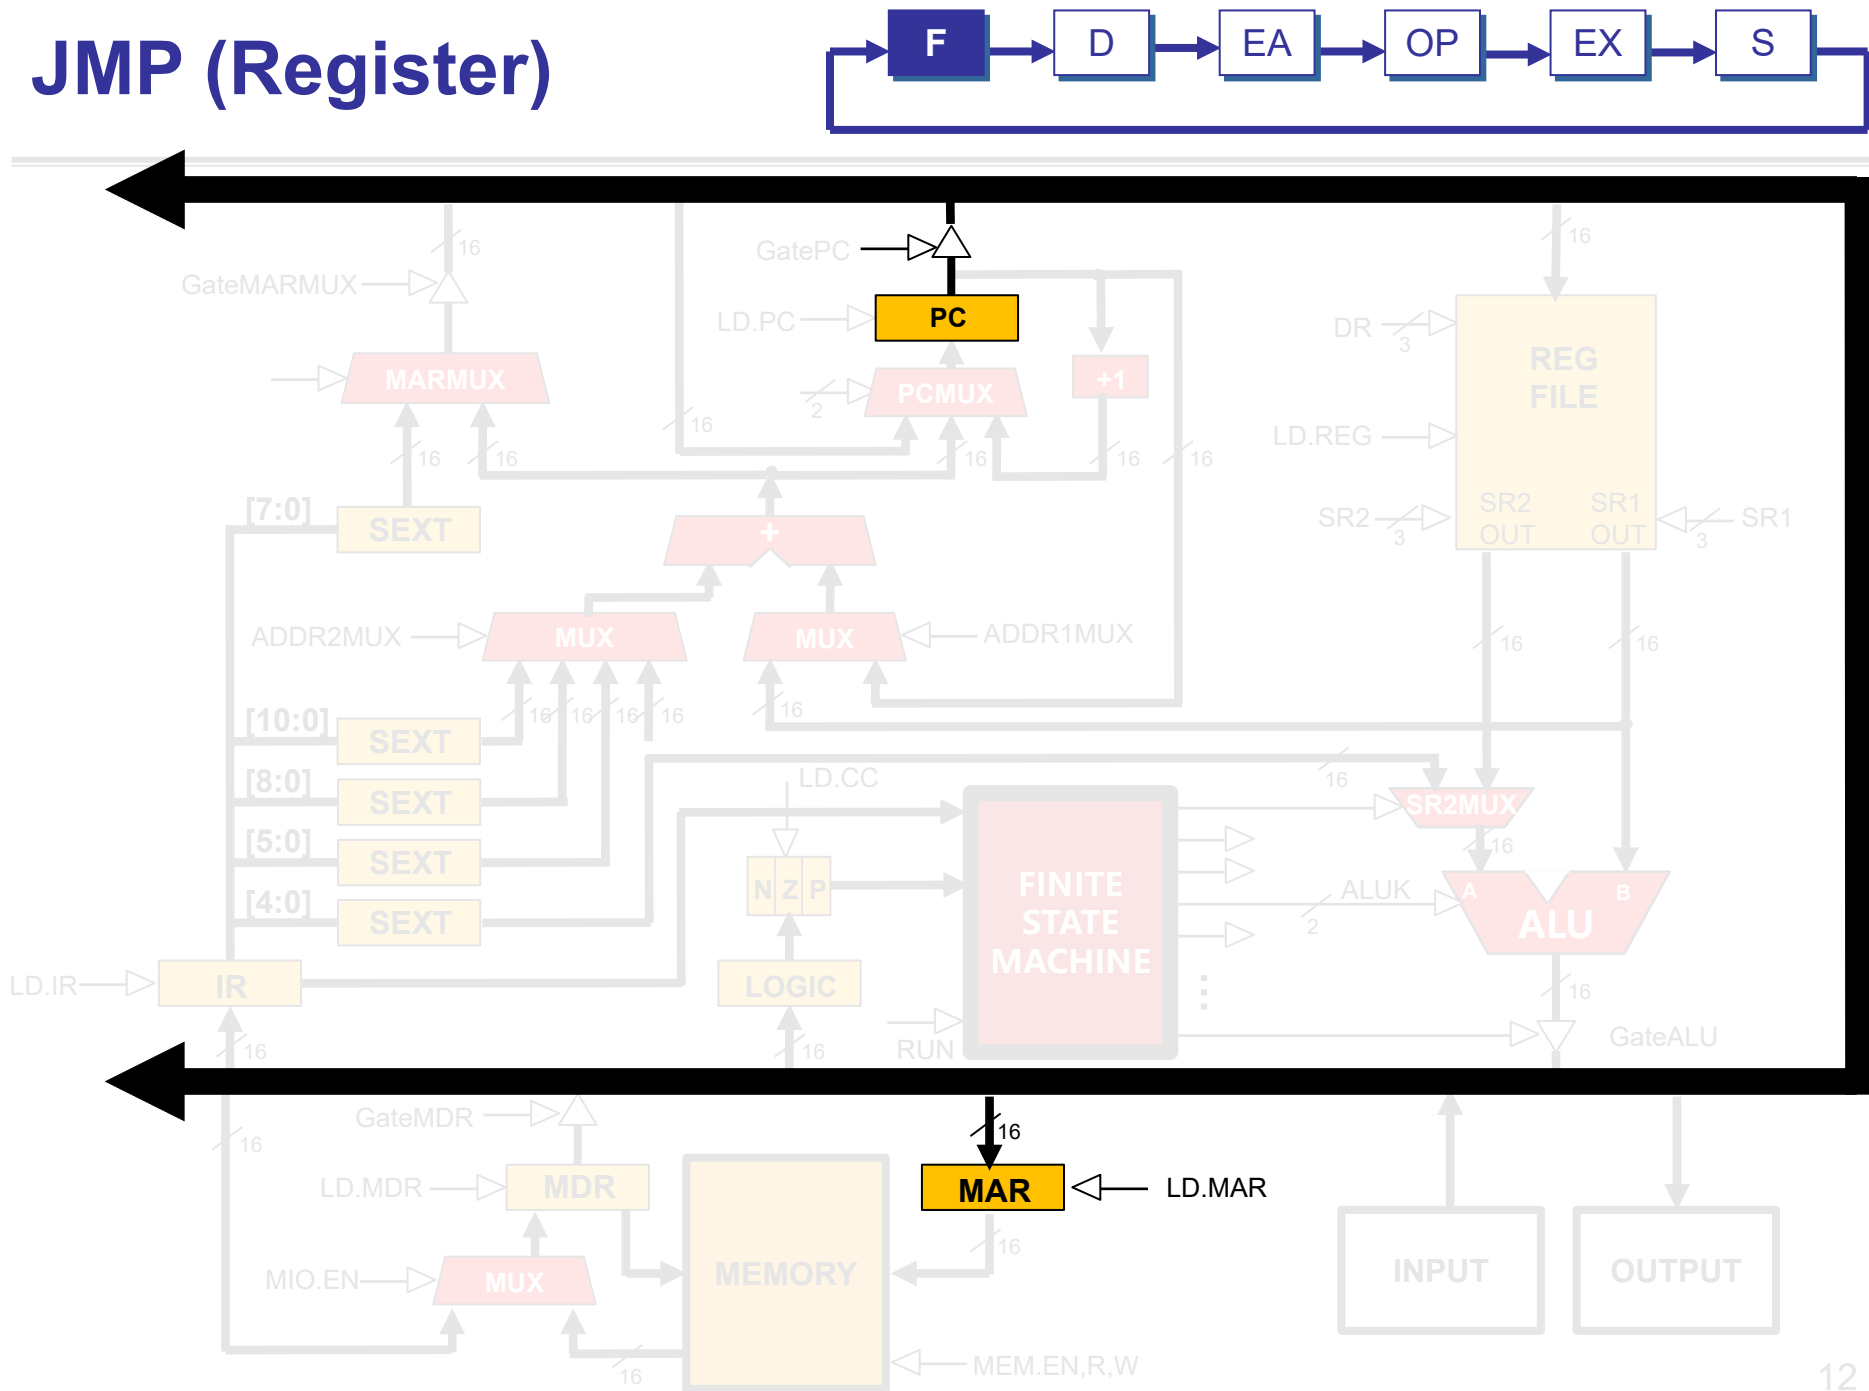 JMP (Register)
F D EA OP EX S
16 16
GatePC
GateMARMUX
LD.PC PC DR 3
REG
FILE
MARMUX 2 PCMUX +1
16
LD.REG
16 16 16 16 16
[7:0] SEXT
SR2 3 SR2 OUT SR1 OUT 3 SR1
+
ADDR2MUX MUX MUX ADDR1MUX
16 16
16 16 16 16 16
[10:0] SEXT
[8:0] SEXT
LD.CC
16
SR2MUX
[5:0] SEXT
16
N Z P
FINITE
STATE
MACHINE
2 ALUK
A B
ALU
[4:0] SEXT
LD.IR IR LOGIC
⋮
16
16 16 RUN GateALU
GateMDR
16 16
LD.MDR MDR MAR LD.MAR
16
MIO.EN MUX MEMORY INPUT OUTPUT
16 MEM.EN,R,W
12